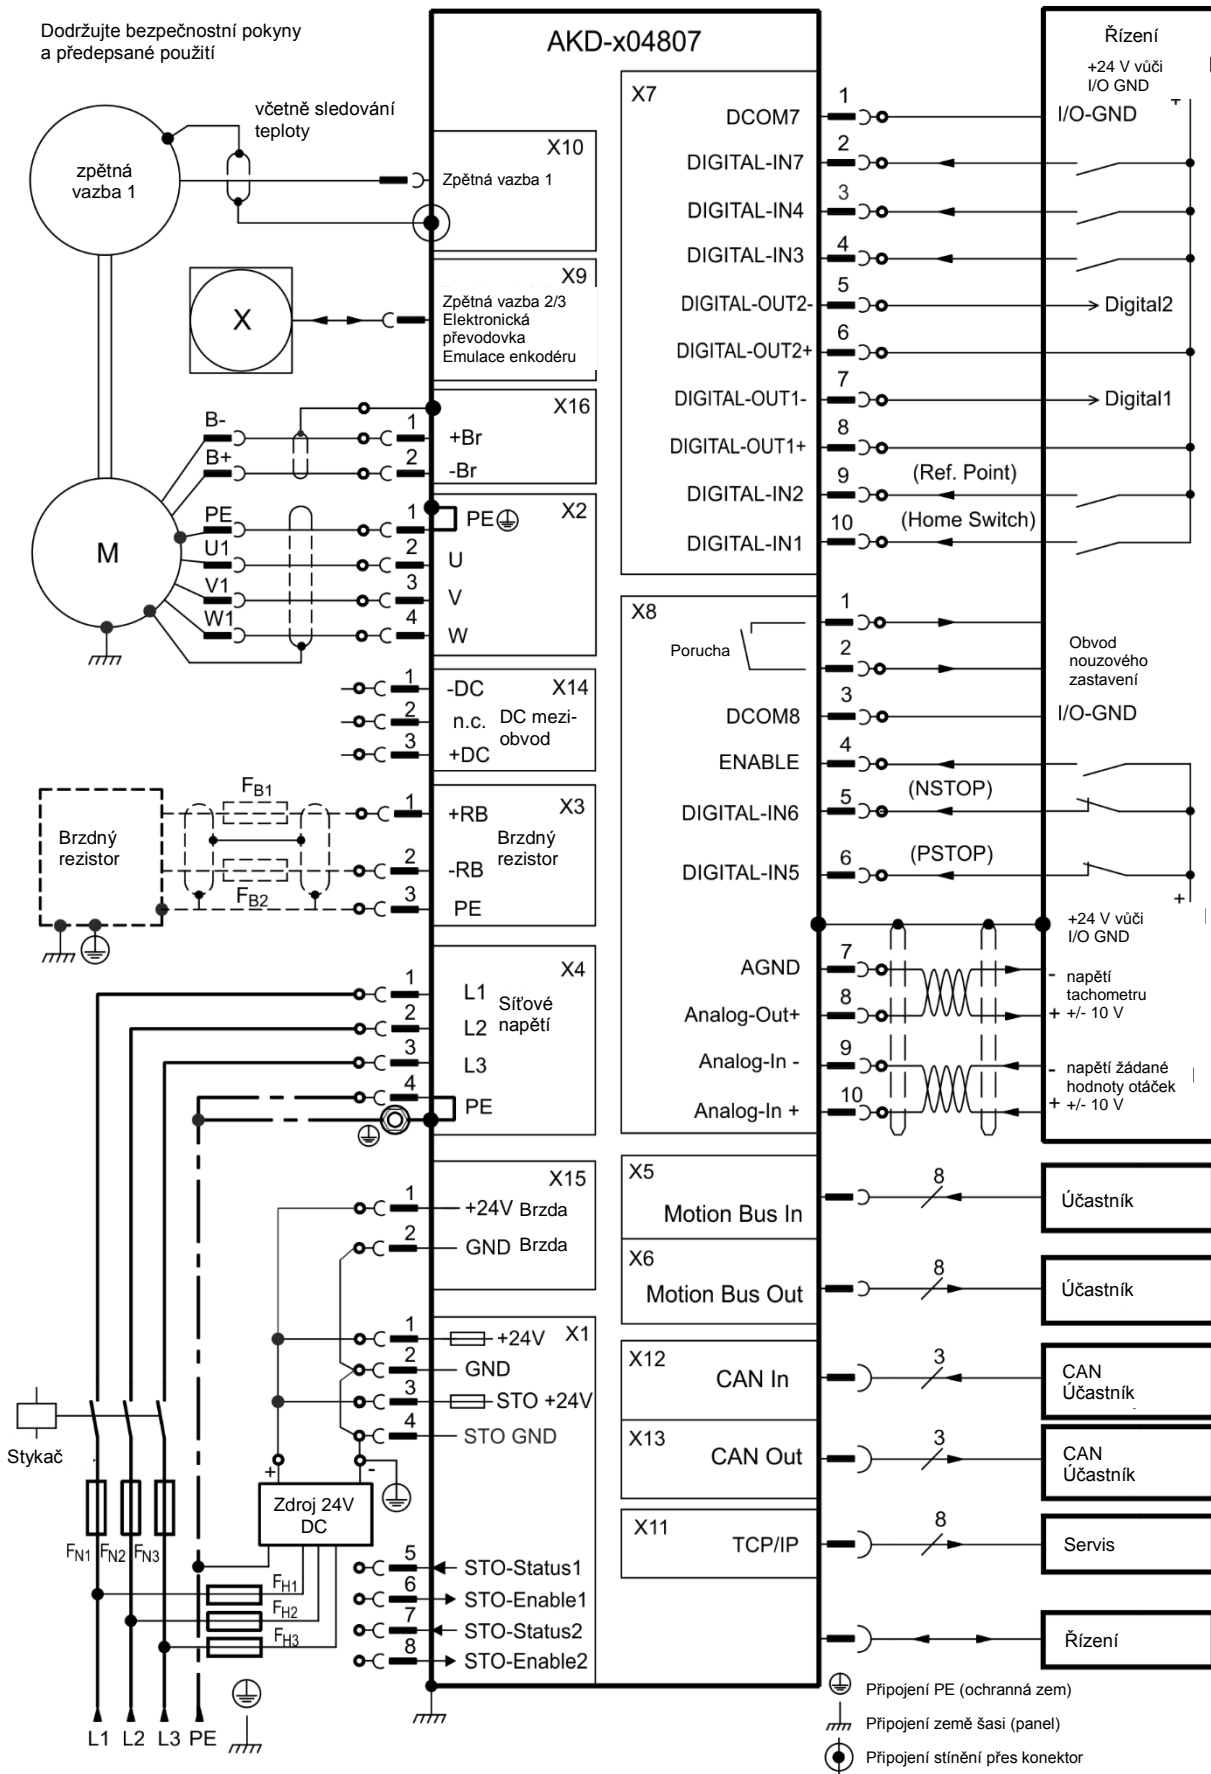 Dodržujte bezpečnostní pokyny
a předepsané použití
AKD-x04807
Řízení
+24 V vůči
I/O GND
+
včetně sledování
teploty
zpětná
vazba 1
X10
Zpětná vazba 1
X9
Zpětná vazba 2/3
Elektronická
převodovka
Emulace enkodéru
X
X16
B-
1
+Br
B+
2
-Br
X2
PE
1
PE
U1
2
U
V1
3
V
W1
4
W
M
X14
1
-DC
2
n.c.
3
+DC
DC mezi-
obvod
X3
FB1
1
+RB
Brzdný
rezistor
2
-RB
FB2
3
PE
Brzdný
rezistor
X4
1
L1
2
L2
3
L3
4
PE
Síťové
napětí
X15
1
+24V Brzda
2
GND Brzda
X1
1
+24V
2
GND
3
STO +24V
4
STO GND
+
-
Zdroj 24V
DC
Stykač
FN1
FN2
FN3
FH1
FH2
FH3
5
STO-Status1
6
STO-Enable1
7
STO-Status2
8
STO-Enable2
L1 L2 L3 PE
X7
1
DCOM7
I/O-GND
2
DIGITAL-IN7
3
DIGITAL-IN4
4
DIGITAL-IN3
5
DIGITAL-OUT2-
Digital2
6
DIGITAL-OUT2+
7
DIGITAL-OUT1-
Digital1
8
DIGITAL-OUT1+
9
DIGITAL-IN2
(Ref. Point)
10
DIGITAL-IN1
(Home Switch)
X8
Porucha
1
2
Obvod
nouzového
zastavení
3
DCOM8
I/O-GND
4
ENABLE
5
DIGITAL-IN6
(NSTOP)
6
DIGITAL-IN5
(PSTOP)
+
+24 V vůči
I/O GND
7
AGND
8
Analog-Out+
- napětí
tachometru
+ +/- 10 V
9
Analog-In -
10
Analog-In +
- napětí žádané
hodnoty otáček
+ +/- 10 V
X5
Motion Bus In
8
Účastník
X6
Motion Bus Out
8
Účastník
X12
CAN In
3
CAN
Účastník
X13
CAN Out
3
CAN
Účastník
X11
TCP/IP
8
Servis
Řízení
Připojení PE (ochranná zem)
Připojení země šasi (panel)
Připojení stínění přes konektor